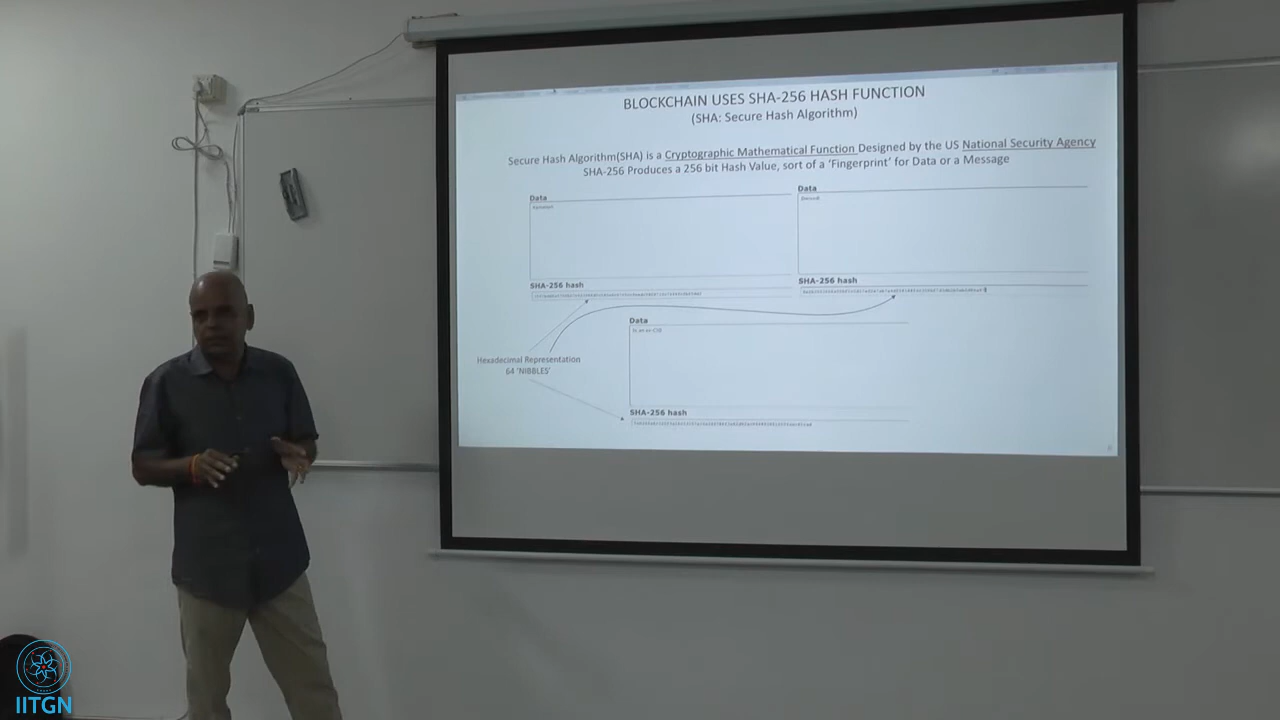 BLOCKCHAIN USES SHA-256 HASH FUNCTION
(SHA: Secure Hash Algorithm)
Secure Hash Algorithm(SHA) is a Cryptographic Mathematical Function Designed by the US National Security Agency
SHA-256 Produces a 256 bit Hash Value, sort of a 'Fingerprint' for Data or a Message
Data
Data
SHA-256 hash
SHA-256 hash
Data
Hexadecimal Representation
64 'NIBBLES'
SHA-256 hash
IITGN